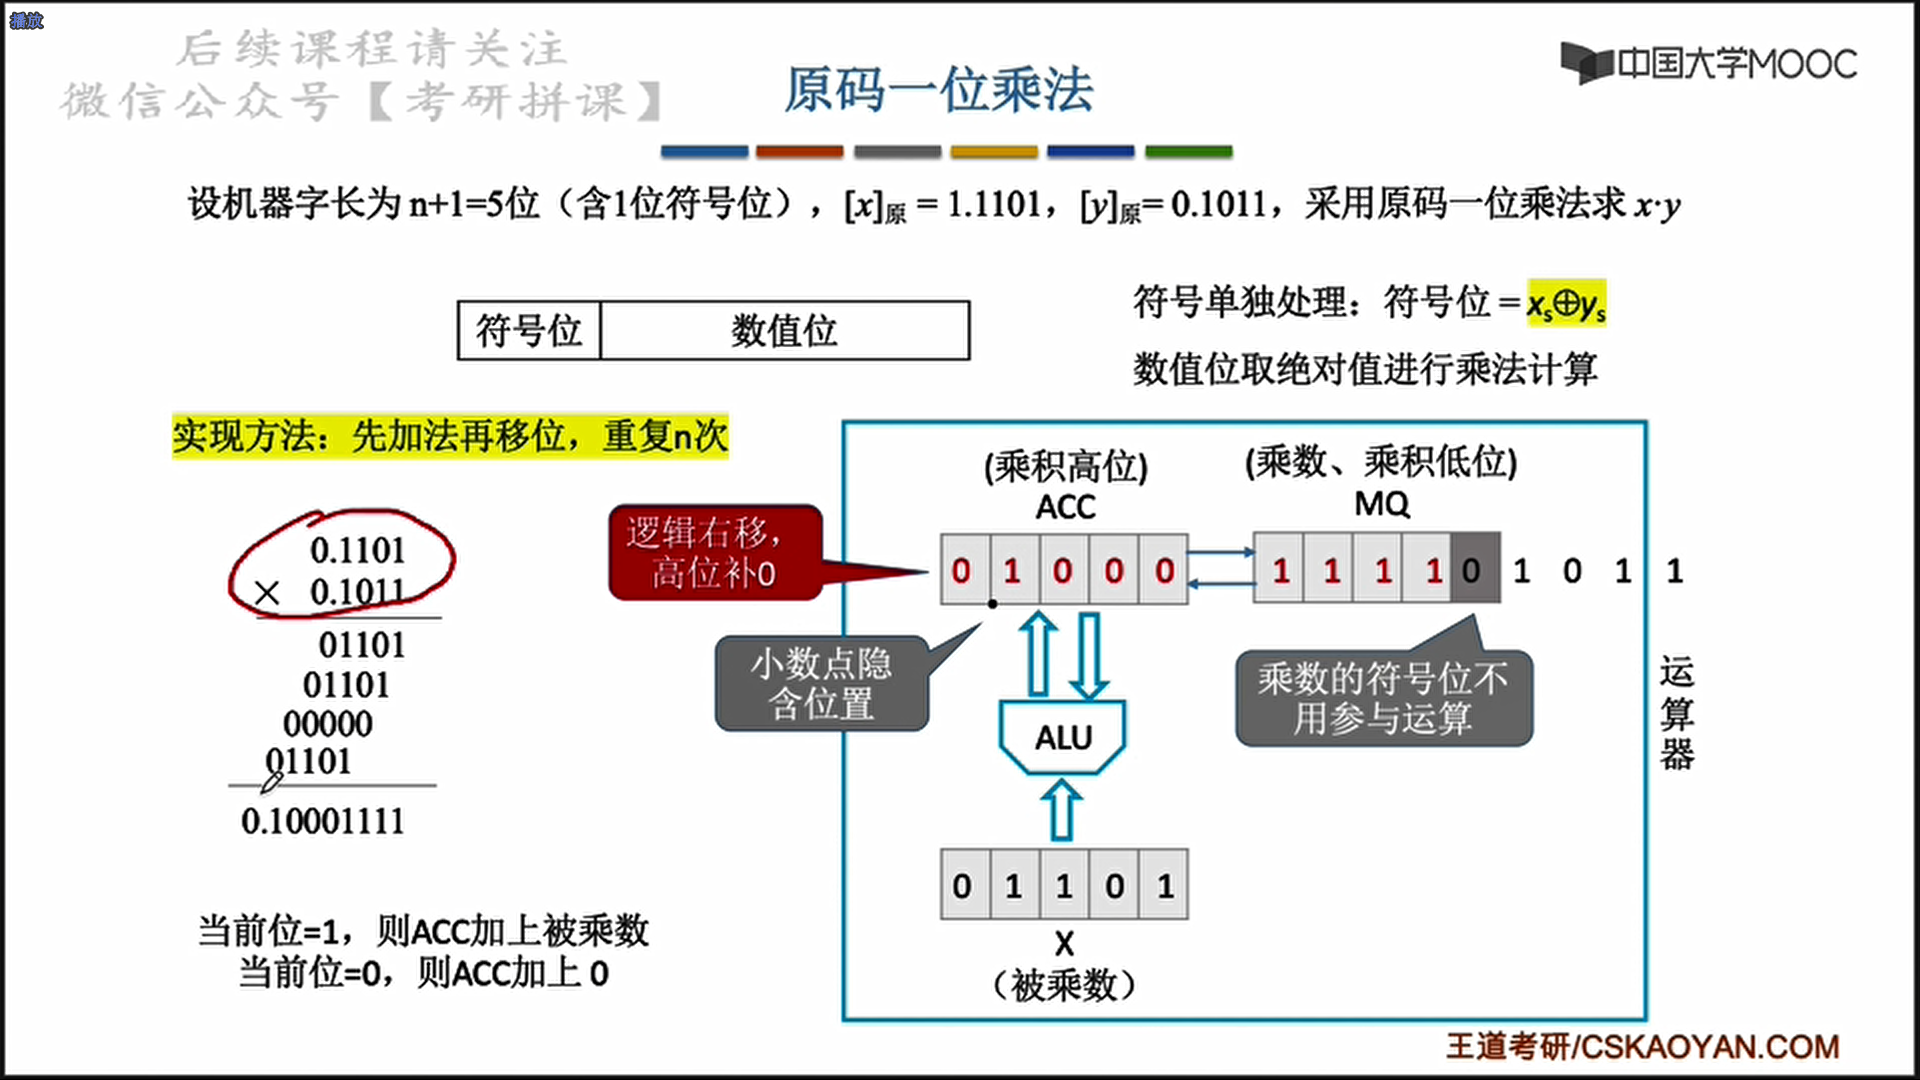 播放
后续课程请关注
微信公众号【考研拼课】
中国大学MOOC
原码一位乘法
设机器字长为 n+1=5位（含1位符号位），[x]原 = 1.1101，[y]原= 0.1011，采用原码一位乘法求 x·y
符号位 数值位
符号单独处理：符号位 = xs⊕ys
数值位取绝对值进行乘法计算
实现方法：先加法再移位，重复n次
0.1101
× 0.1011
01101
01101
00000
01101
0.10001111
当前位=1，则ACC加上被乘数
当前位=0，则ACC加上 0
(乘积高位)
ACC
(乘数、乘积低位)
MQ
逻辑右移，
高位补0
0 1 0 0 0
1 1 1 1 0 1 0 1 1
小数点隐
含位置
乘数的符号位不
用参与运算
ALU
0 1 1 0 1
X
（被乘数）
运
算
器
王道考研/CSKAOYAN.COM